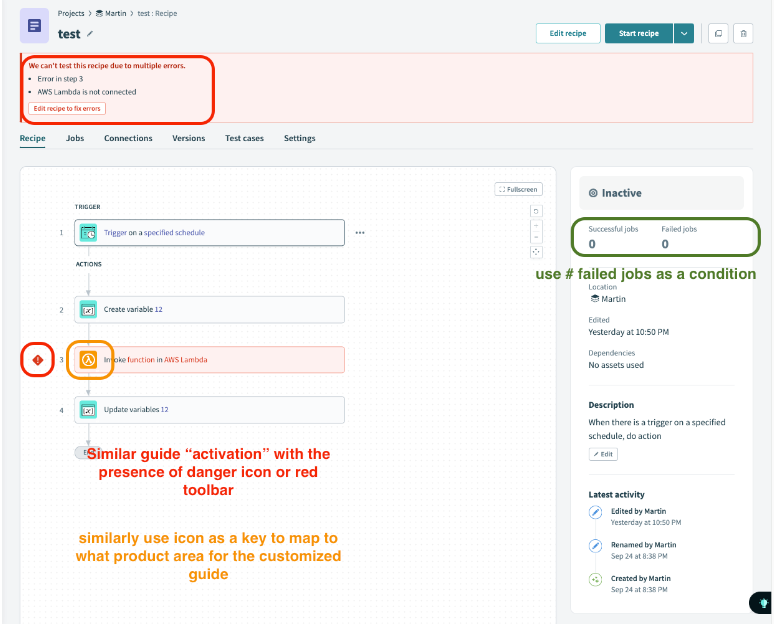 Projects > Martin > test : Recipe
test
Edit recipe
Start recipe
We can't test this recipe due to multiple errors.
• Error in step 3
• AWS Lambda is not connected
Edit recipe to fix errors
Recipe
Jobs
Connections
Versions
Test cases
Settings
Fullscreen
TRIGGER
1
Trigger on a specified schedule
ACTIONS
2
Create variable 12
3
function in AWS Lambda
4
Update variables 12
Similar guide “activation” with the
presence of danger icon or red
toolbar
similarly use icon as a key to map to
what product area for the customized
guide
Inactive
Successful jobs
0
Failed jobs
0
use # failed jobs as a condition
Location
Martin
Edited
Yesterday at 10:50 PM
Dependencies
No assets used
Description
When there is a trigger on a specified
schedule, do action
Edit
Latest activity
Edited by Martin
Yesterday at 10:50 PM
Renamed by Martin
Sep 24 at 8:38 PM
Created by Martin
Sep 24 at 8:38 PM